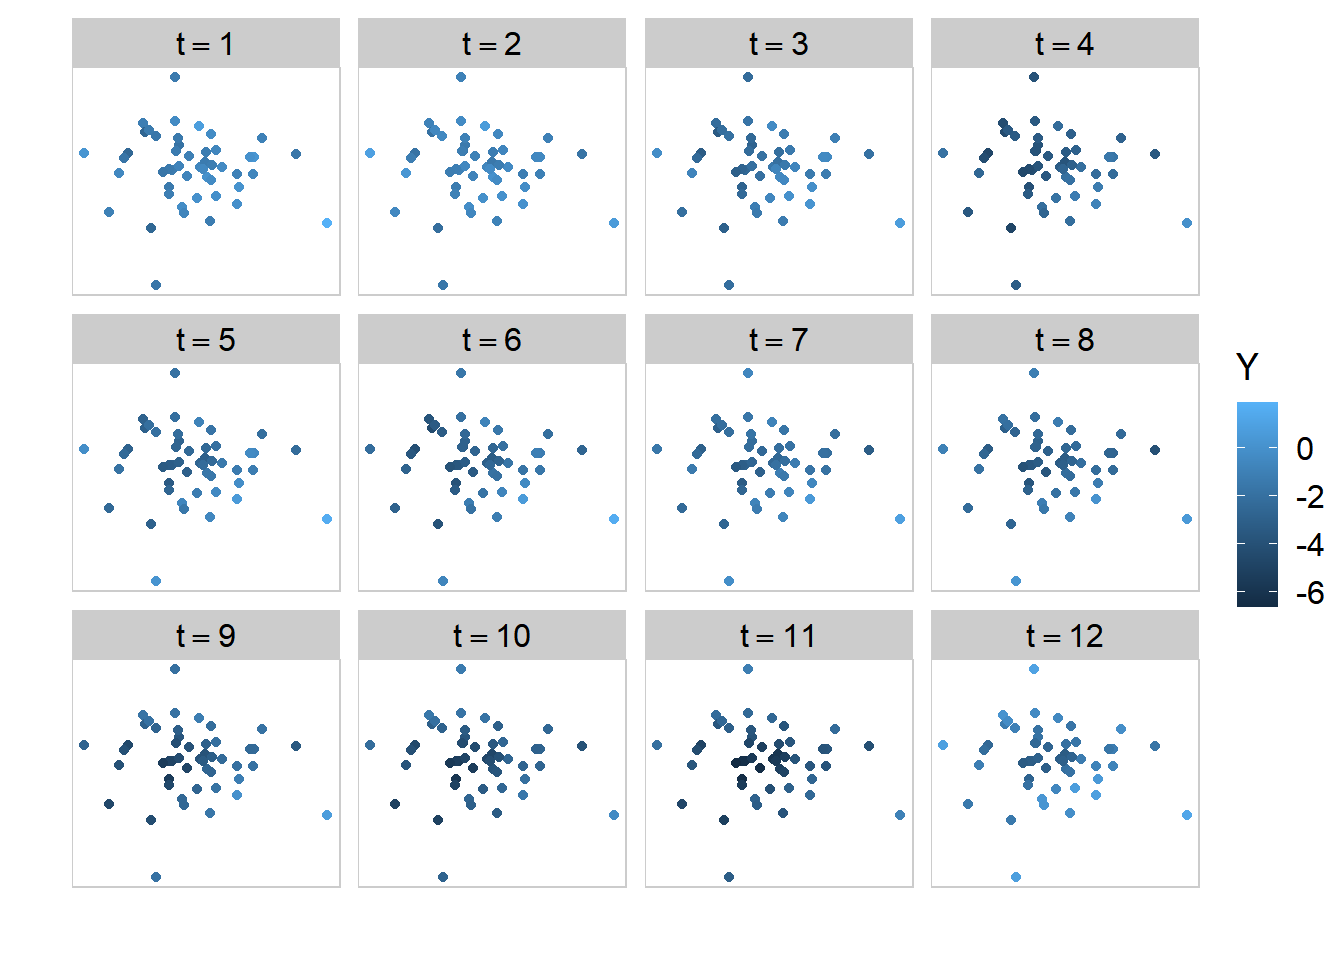 t = 1
t = 2
t = 3
t = 4
t = 5
t = 6
t = 7
t = 8
Y
0
-2
-4
-6
t = 9
t = 10
t = 11
t = 12